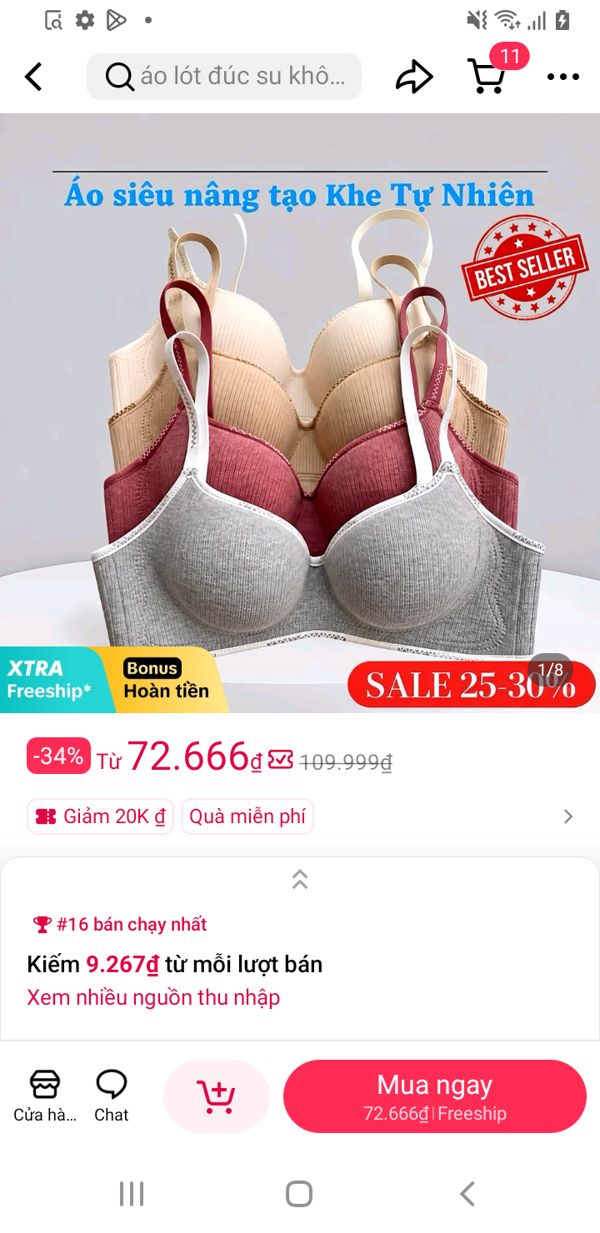 11
áo lót đúc su khô...
Áo siêu nâng tạo Khe Tự Nhiên
BEST SELLER
XTRA
Freeship*
Bonus
Hoàn tiền
1/8
SALE 25-30%
-34% Từ 72.666₫ 109.999₫
Giảm 20K ₫
Quà miễn phí
#16 bán chạy nhất
Kiếm 9.267₫ từ mỗi lượt bán
Xem nhiều nguồn thu nhập
Cửa hà...
Chat
Mua ngay
72.666₫ | Freeship